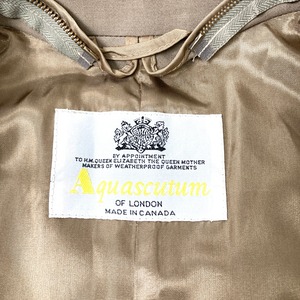 BY APPOINTMENT
TO H.M. QUEEN ELIZABETH THE QUEEN MOTHER
MAKERS OF WEATHERPROOF GARMENTS
Aquascutum
OF LONDON
MADE IN CANADA